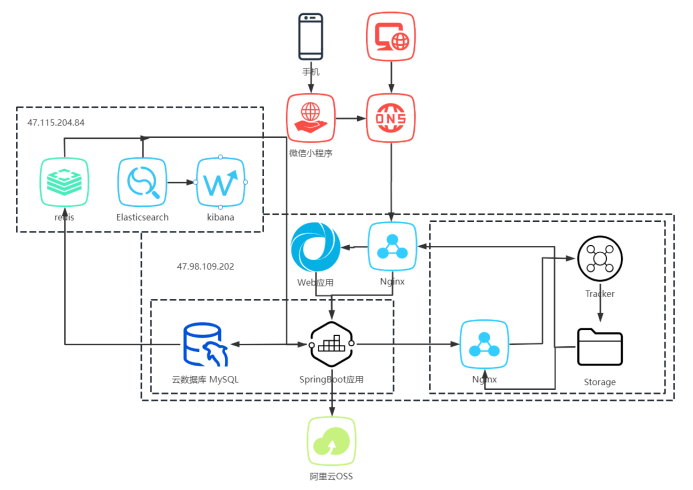 手机
DNS
47.115.204.84
微信小程序
redis
Elasticsearch
kibana
47.98.109.202
Web应用
Nginx
Tracker
云数据库 MySQL
SpringBoot应用
Nginx
Storage
阿里云OSS